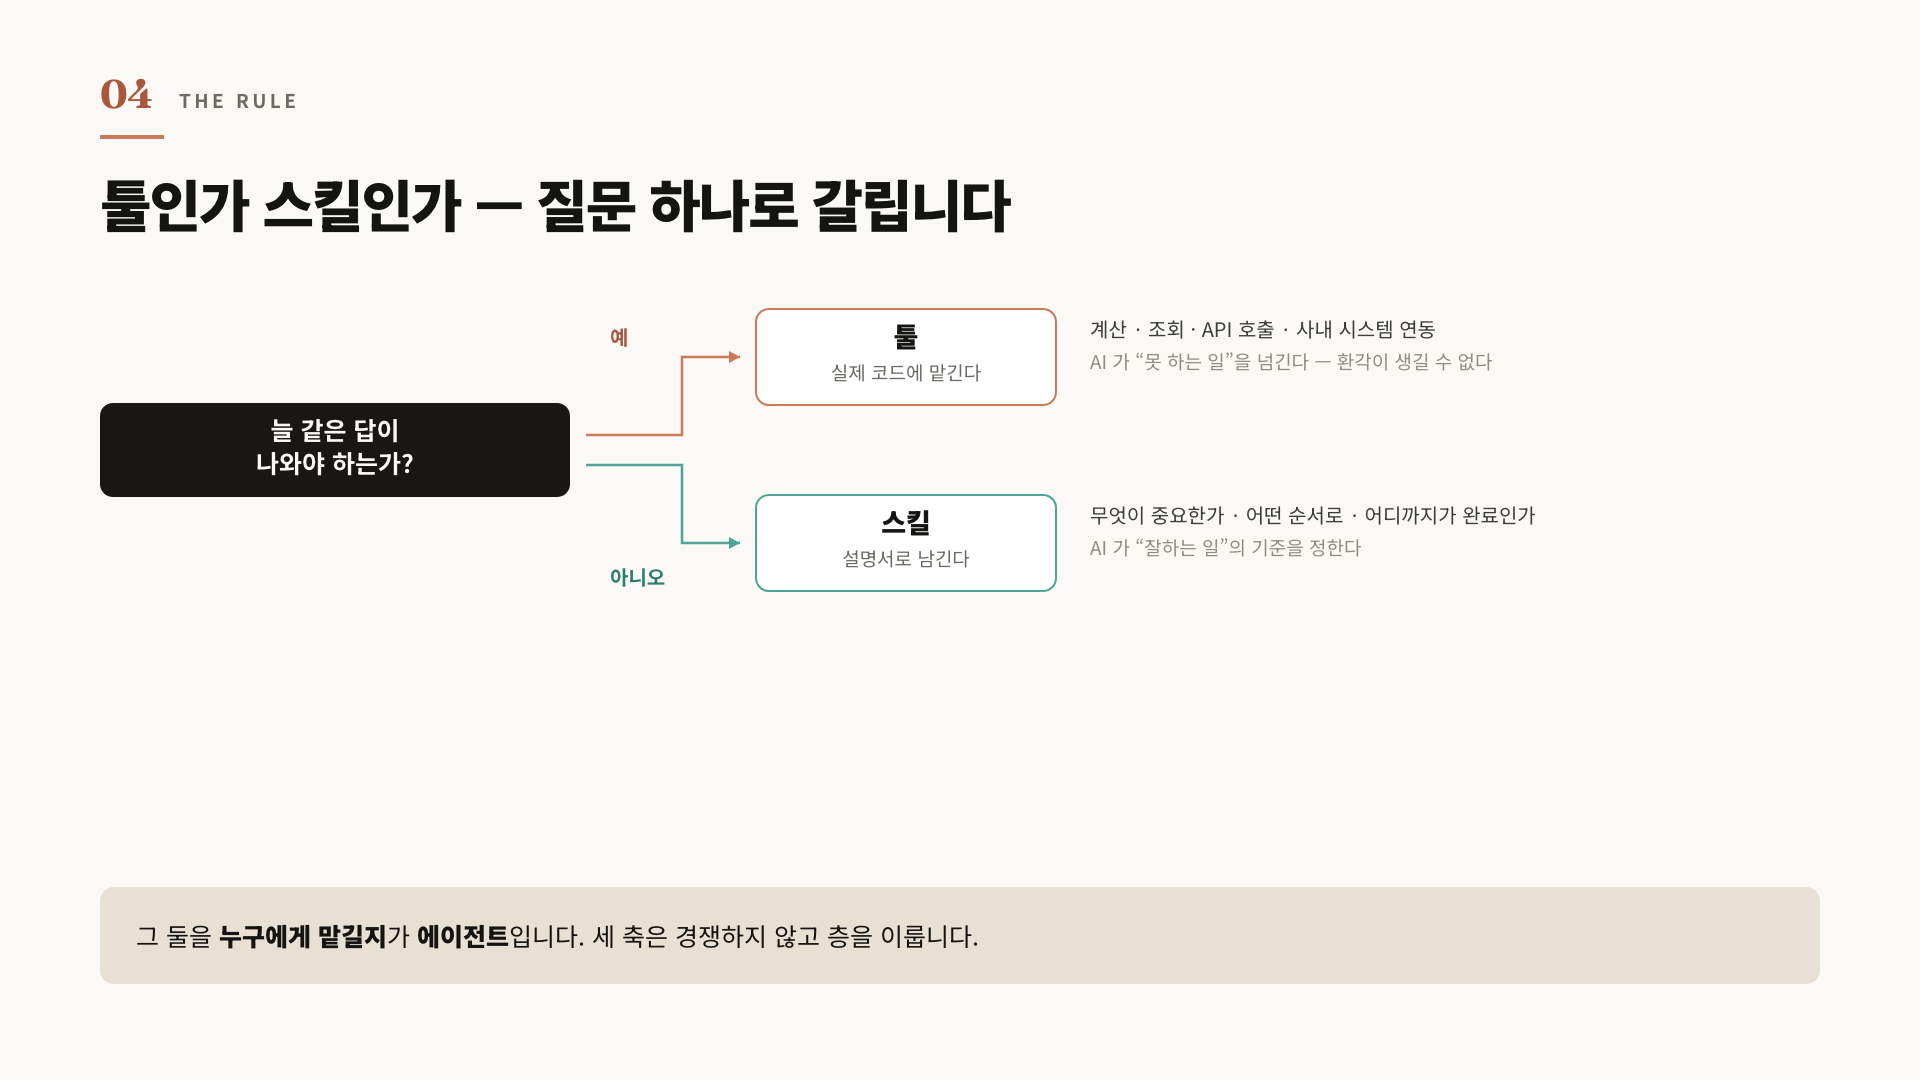 04 THE RULE
툴인가 스킬인가 — 질문 하나로 갈립니다
늘 같은 답이
나와야 하는가?
예
툴
실제 코드에 맡긴다
계산 · 조회 · API 호출 · 사내 시스템 연동
AI 가 “못 하는 일”을 넘긴다 — 환각이 생길 수 없다
아니오
스킬
설명서로 남긴다
무엇이 중요한가 · 어떤 순서로 · 어디까지가 완료인가
AI 가 “잘하는 일”의 기준을 정한다
그 둘을 누구에게 맡길지가 에이전트입니다. 세 축은 경쟁하지 않고 층을 이룹니다.